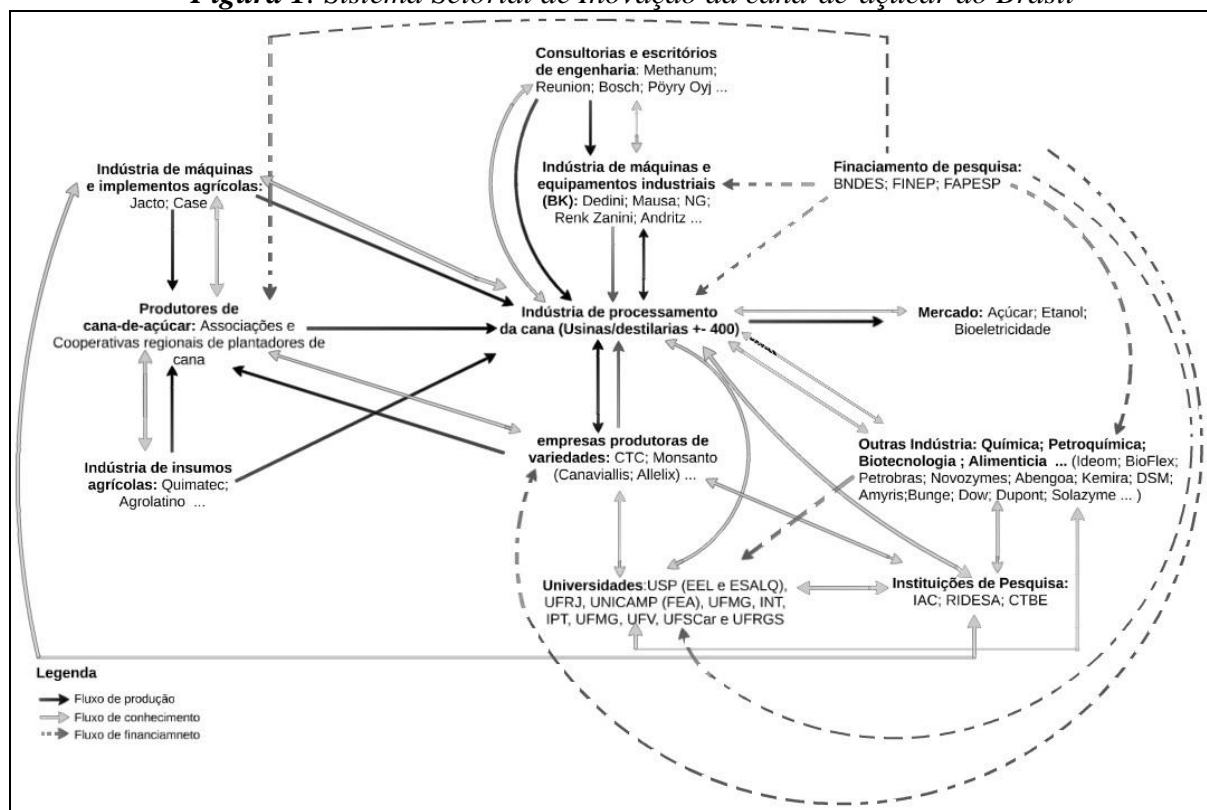 Figura 1: Sistema Setorial de Inovação da cana-de-açúcar do Brasil
Consultorias e escritórios
de engenharia: Methanum;
Reunion; Bosch; Pöyry Oyj ...
Indústria de máquinas
e implementos agrícolas:
Jacto; Case
Indústria de máquinas e
equipamentos industriais
(BK): Dedini; Mausa; NG;
Renk Zanini; Andritz ...
Finaciamento de pesquisa:
BNDES; FINEP; FAPESP
Produtores de
cana-de-açúcar: Associações e
Cooperativas regionais de plantadores de
cana
Indústria de processamento
da cana (Usinas/destilarias +- 400)
Mercado: Açúcar; Etanol;
Bioeletricidade
Indústria de insumos
agrícolas: Quimatec;
Agrolatino ...
empresas produtoras de
variedades: CTC; Monsanto
(Canaviallis; Allelix) ...
Outras Indústria: Química; Petroquímica;
Biotecnologia ; Alimenticia ... (Ideom; BioFlex;
Petrobras; Novozymes; Abengoa; Kemira; DSM;
Amyris;Bunge; Dow; Dupont; Solazyme ... )
Universidades:USP (EEL e ESALQ),
UFRJ, UNICAMP (FEA), UFMG, INT,
IPT, UFMG, UFV, UFSCar e UFRGS
Instituições de Pesquisa:
IAC; RIDESA; CTBE
Legenda
Fluxo de produção
Fluxo de conhecimento
Fluxo de financiamneto